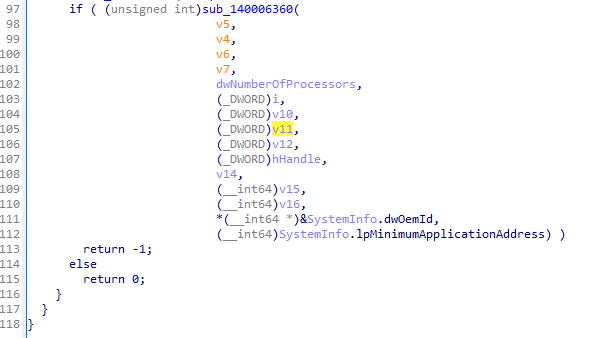 97 if ( (unsigned int)sub_140006360(
98 v5,
99 v4,
100 v6,
101 v7,
102 dwNumberOfProcessors,
103 (_DWORD)i,
104 (_DWORD)v10,
105 (_DWORD)v11,
106 (_DWORD)v12,
107 (_DWORD)hHandle,
108 v14,
109 (__int64)v15,
110 (__int64)v16,
111 *(__int64 *)&SystemInfo.dwOemId,
112 (__int64)SystemInfo.lpMinimumApplicationAddress) )
113 return -1;
114 else
115 return 0;
116 }
117 }
118 }